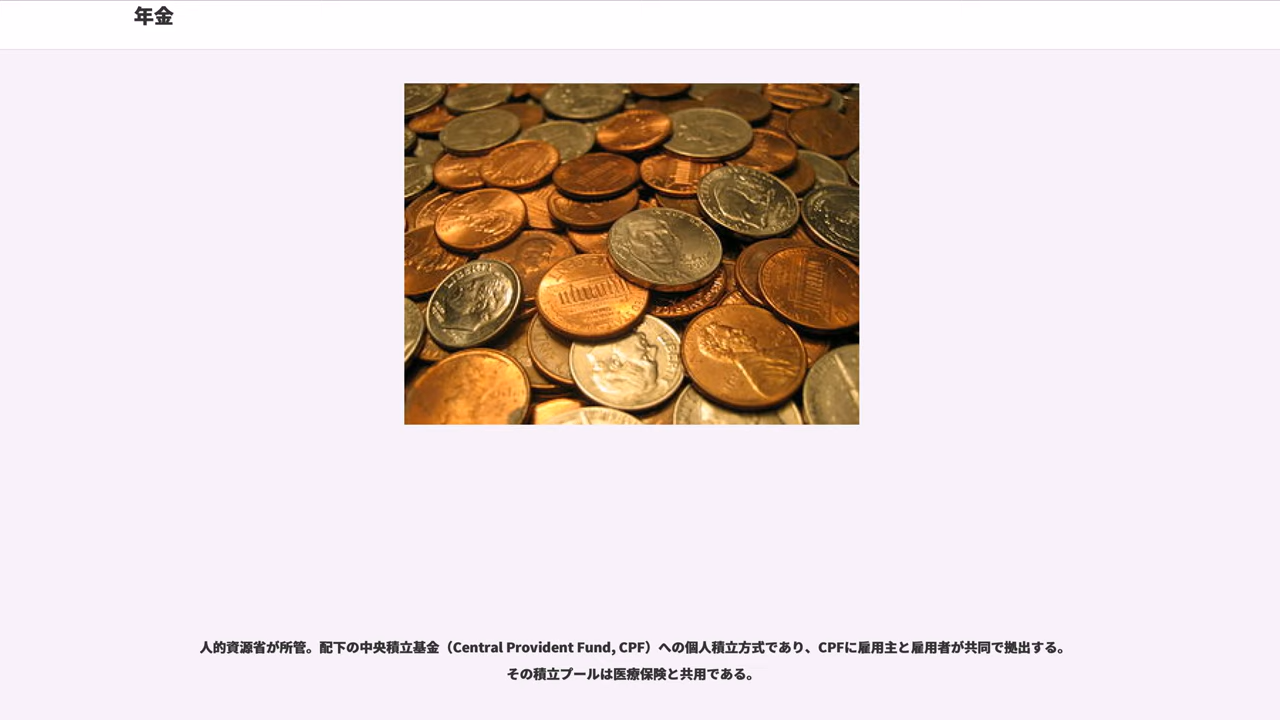 年金
LIBERTY
人的資源省が所管。配下の中央積立基金（Central Provident Fund, CPF）への個人積立方式であり、CPFに雇用主と雇用者が共同で拠出する。
その積立プールは医療保険と共用である。